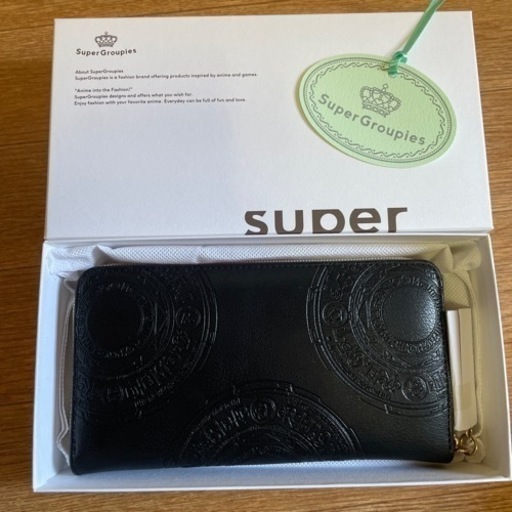 SuperGroupies
About SuperGroupies
SuperGroupies is a fashion brand offering products inspired by anime and games.
"Anime into the Fashion!"
SuperGroupies designs and offers what you wish for.
Enjoy fashion with your favorite anime. Everyday can be full of fun and love.
SuperGroupies
super